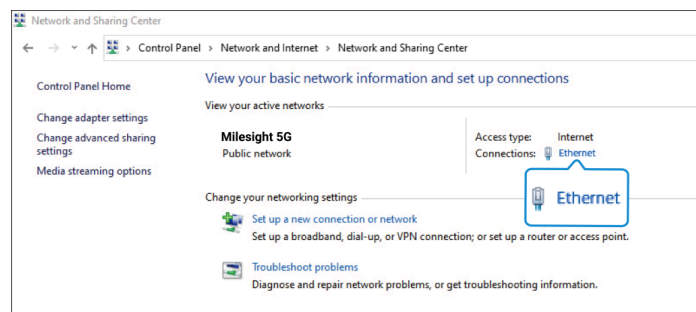 Network and Sharing Center
Control Panel > Network and Internet > Network and Sharing Center
Control Panel Home
Change adapter settings
Change advanced sharing
settings
Media streaming options
View your basic network information and set up connections
View your active networks
Milesight 5G
Public network
Access type: Internet
Connections: Ethernet
Ethernet
Change your networking settings
Set up a new connection or network
Set up a broadband, dial-up, or VPN connection; or set up a router or access point.
Troubleshoot problems
Diagnose and repair network problems, or get troubleshooting information.